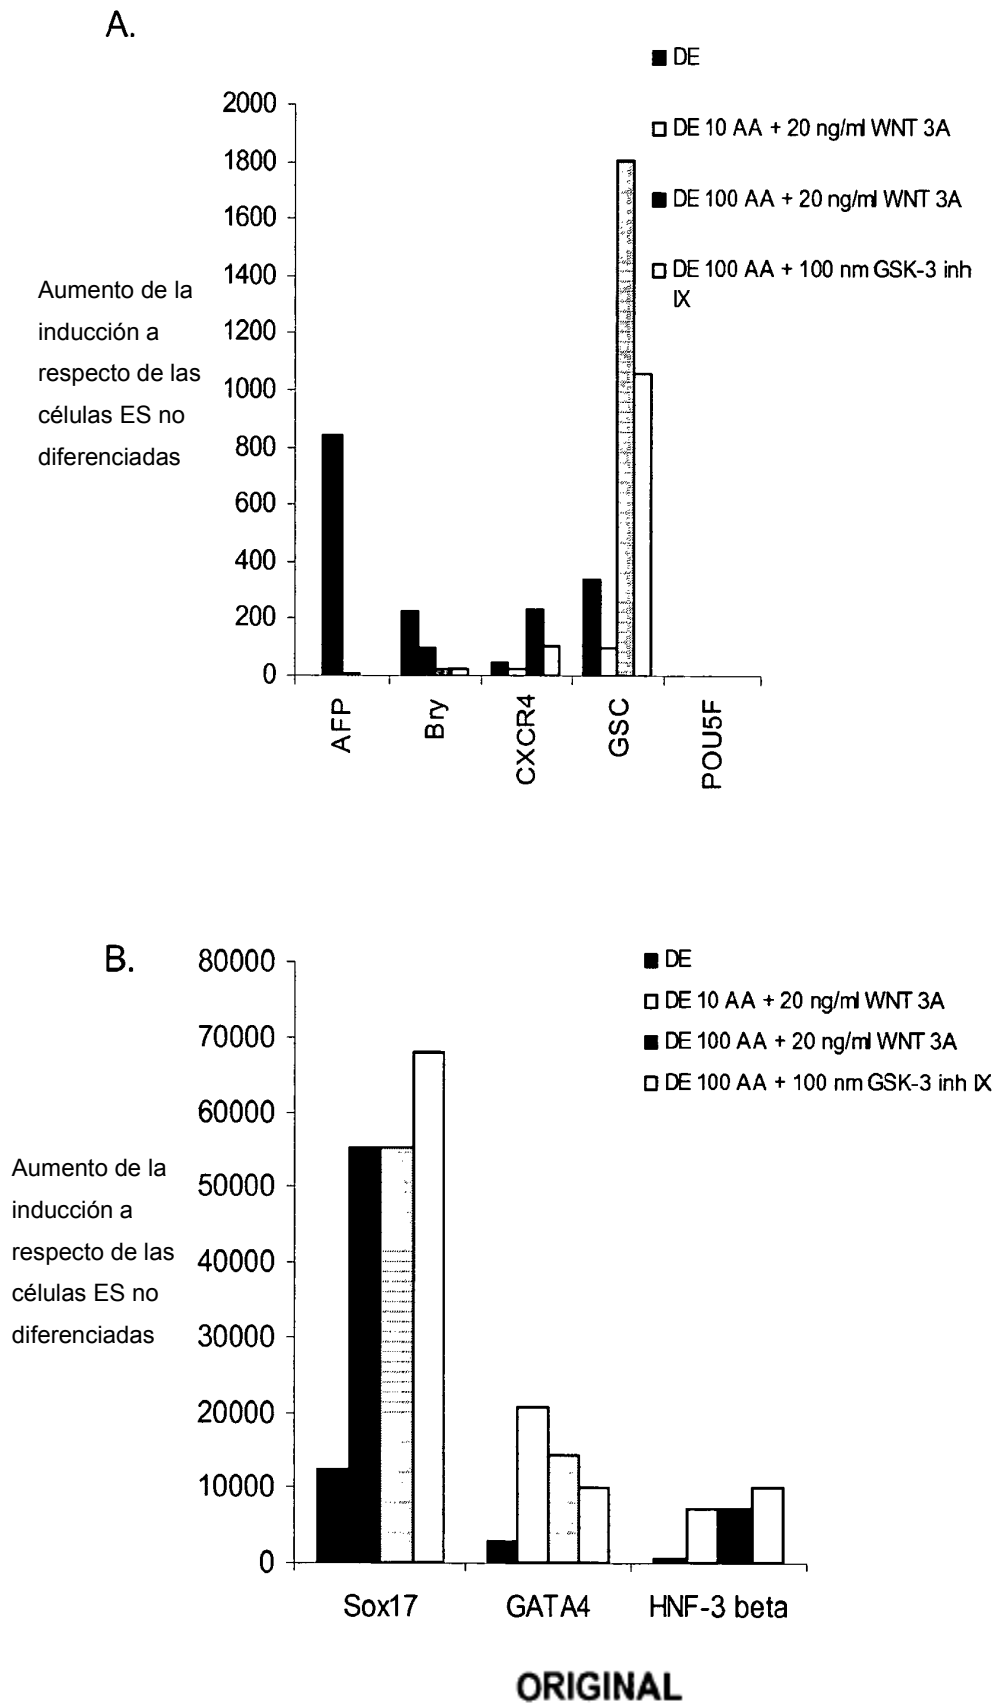 A.
DE
DE 10 AA + 20 ng/ml WNT 3A
DE 100 AA + 20 ng/ml WNT 3A
DE 100 AA + 100 nm GSK-3 inh
IX
2000
1800
1600
1400
1200
1000
800
600
400
200
0
Aumento de la
inducción a
respecto de las
células ES no
diferenciadas
AFP
Bry
CXCR4
GSC
POU5F
B.
DE
DE 10 AA + 20 ng/ml WNT 3A
DE 100 AA + 20 ng/ml WNT 3A
DE 100 AA + 100 nm GSK-3 inh IX
80000
70000
60000
50000
40000
30000
20000
10000
0
Aumento de la
inducción a
respecto de las
células ES no
diferenciadas
Sox17
GATA4
HNF-3 beta
ORIGINAL